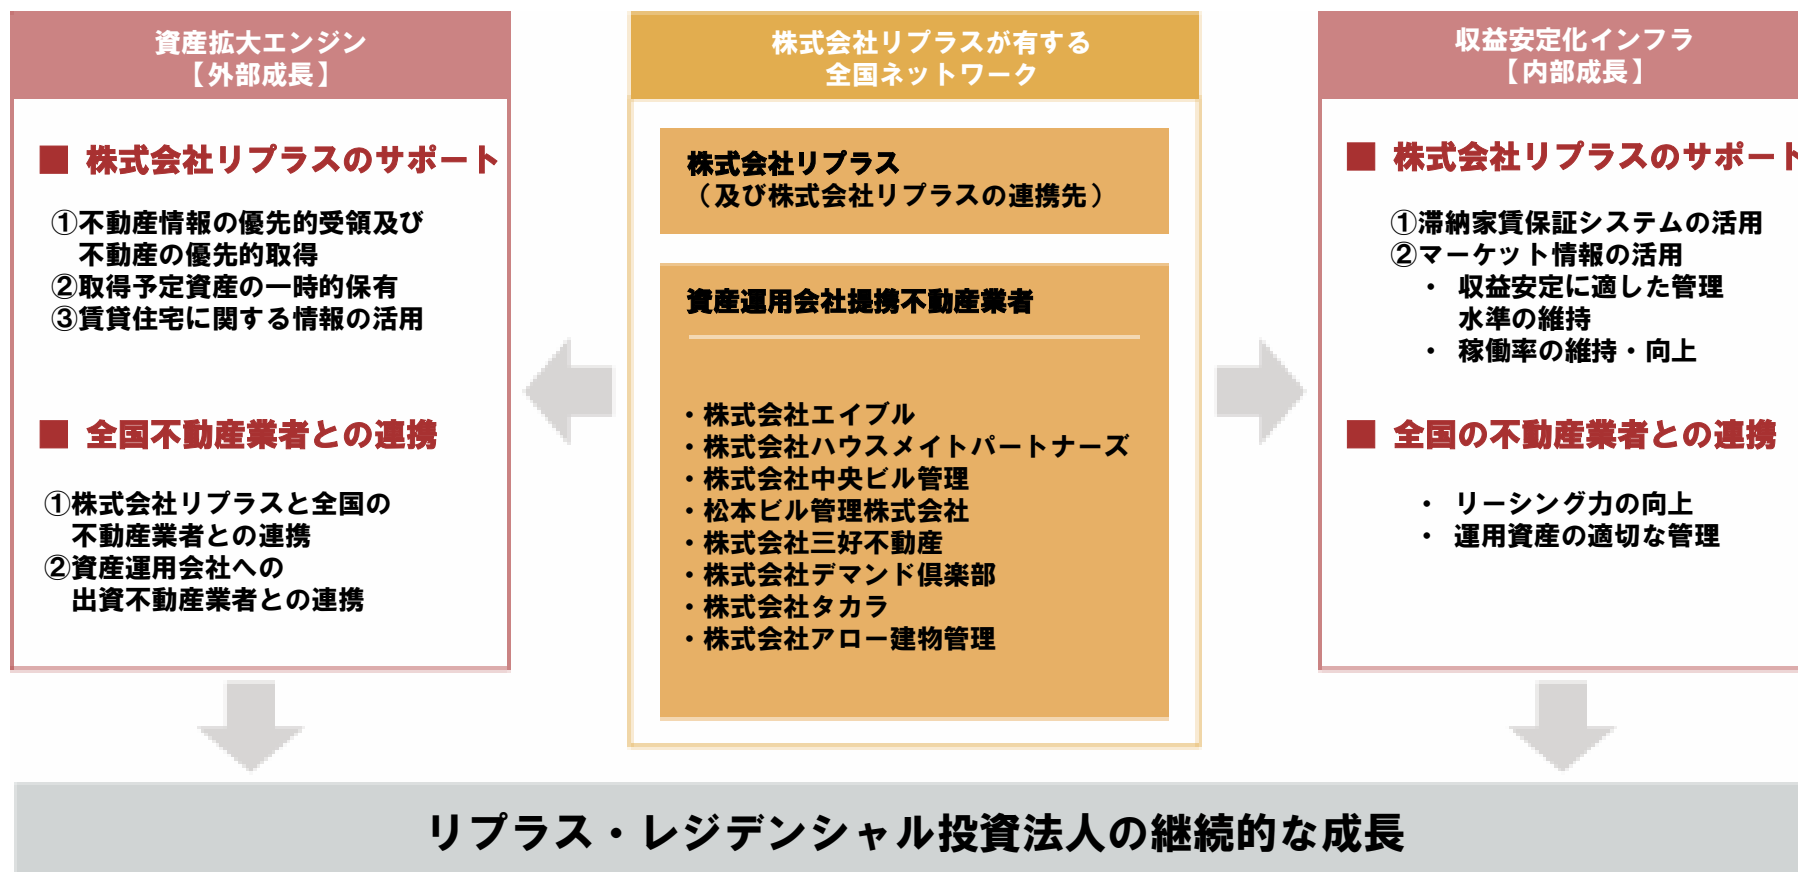 資産拡大エンジン
【外部成長】
■ 株式会社リプラスのサポート
①不動産情報の優先的受領及び
不動産の優先的取得
②取得予定資産の一時的保有
③賃貸住宅に関する情報の活用
■ 全国不動産業者との連携
①株式会社リプラスと全国の
不動産業者との連携
②資産運用会社への
出資不動産業者との連携
株式会社リプラスが有する
全国ネットワーク
株式会社リプラス
（及び株式会社リプラスの連携先）
資産運用会社提携不動産業者
・株式会社エイブル
・株式会社ハウスメイトパートナーズ
・株式会社中央ビル管理
・松本ビル管理株式会社
・株式会社三好不動産
・株式会社デマンド倶楽部
・株式会社タカラ
・株式会社アロー建物管理
収益安定化インフラ
【内部成長】
■ 株式会社リプラスのサポート
①滞納家賃保証システムの活用
②マーケット情報の活用
・ 収益安定に適した管理
水準の維持
・ 稼働率の維持・向上
■ 全国の不動産業者との連携
・ リーシング力の向上
・ 運用資産の適切な管理
リプラス・レジデンシャル投資法人の継続的な成長